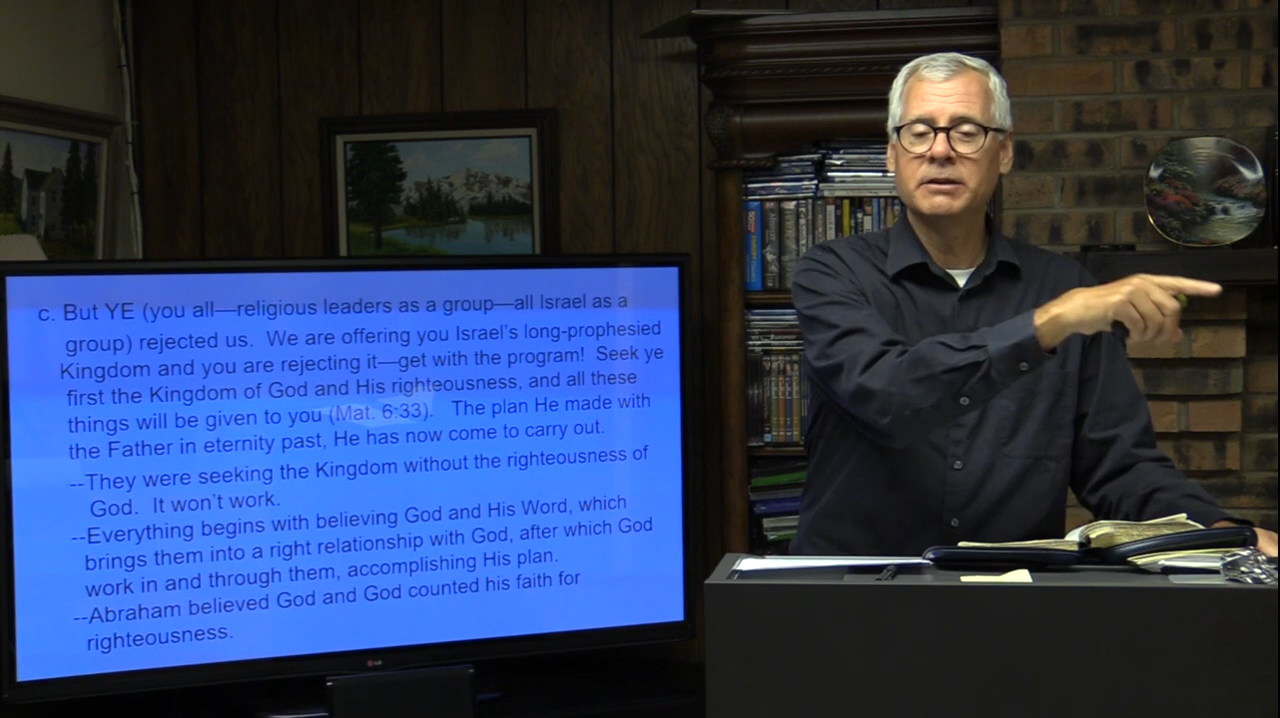 c. But YE (you all—religious leaders as a group—all Israel as a
group) rejected us. We are offering you Israel's long-prophesied
Kingdom and you are rejecting it—get with the program! Seek ye
first the Kingdom of God and His righteousness, and all these
things will be given to you (Mat. 6:33). The plan He made with
the Father in eternity past, He has now come to carry out.
--They were seeking the Kingdom without the righteousness of
God. It won't work.
--Everything begins with believing God and His Word, which
brings them into a right relationship with God, after which God
work in and through them, accomplishing His plan.
--Abraham believed God and God counted his faith for
righteousness.
LG